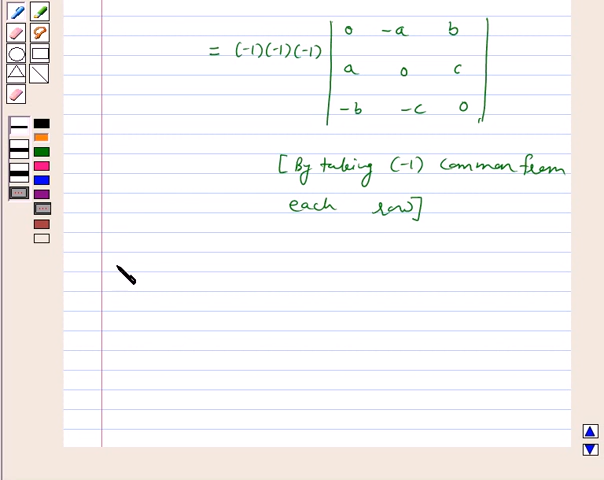 0 -a b
= (-1)(-1)(-1)
a 0 c
-b -c 0
[By taking (-1) common from
each row]